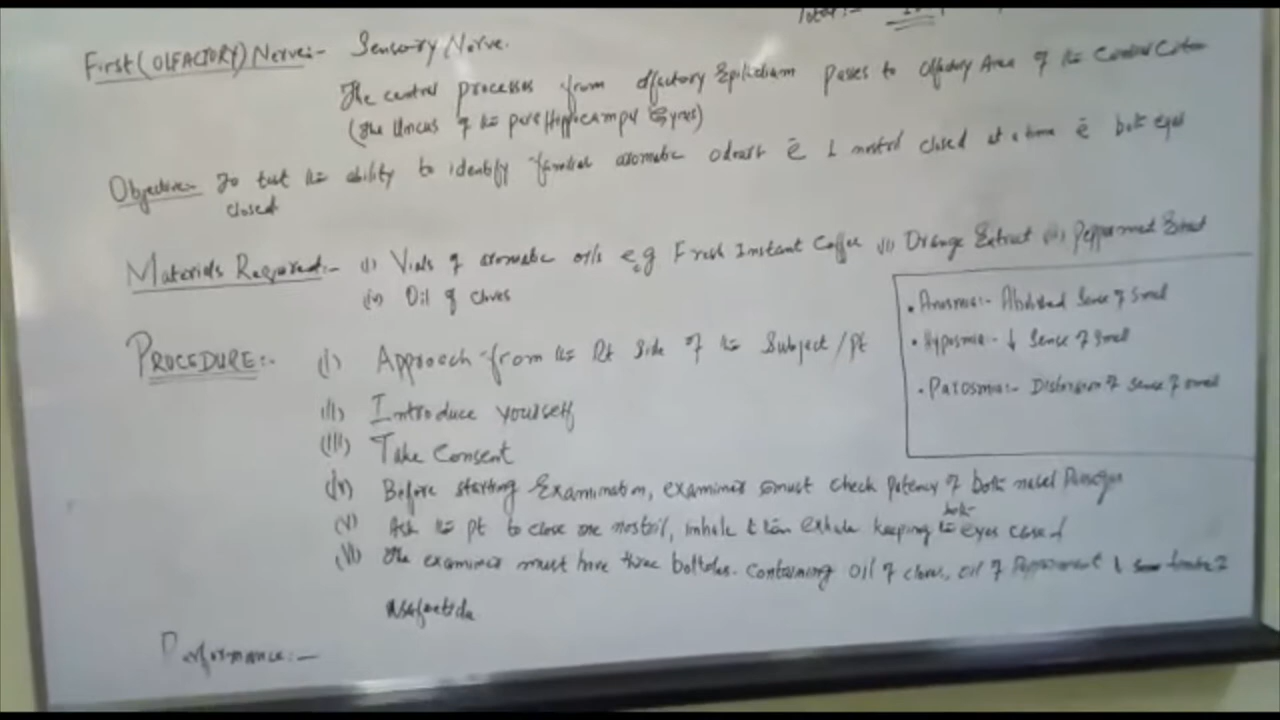 Total:-
First (OLFACTORY) Nerve:- Sensory Nerve.
The central processes from olfactory Epithelium passes to olfactory Area of the Cerebral Cortex
(The Uncus of the para Hippocampal Gyrus)
Objective:- To test the ability to identify familiar aromatic odours c̄ 1 nostril closed at a time c̄ both eyes
closed
Materials Required:- (i) Vials of aromatic oils e.g Fresh Instant Coffee (ii) Orange Extract (iii) Peppermint Extract
(iv) Oil of cloves
• Anosmia:- Abolished Sense of Smell
• Hyposmia:- ↓ Sense of Smell
• Parosmia:- Distorsion of sense of smell
PROCEDURE:- (i) Approach from the Rt Side of the Subject/pt
(ii) Introduce yourself
(iii) Take Consent
(iv) Before starting Examination, examiner must check Patency of both nasal Passages
(v) Ask the pt to close one nostril, inhale & then exhale keeping the both eyes closed
(vi) The examiner must have three bottles. Containing Oil of cloves, oil of Peppermint &
asafoetida
Performance:-